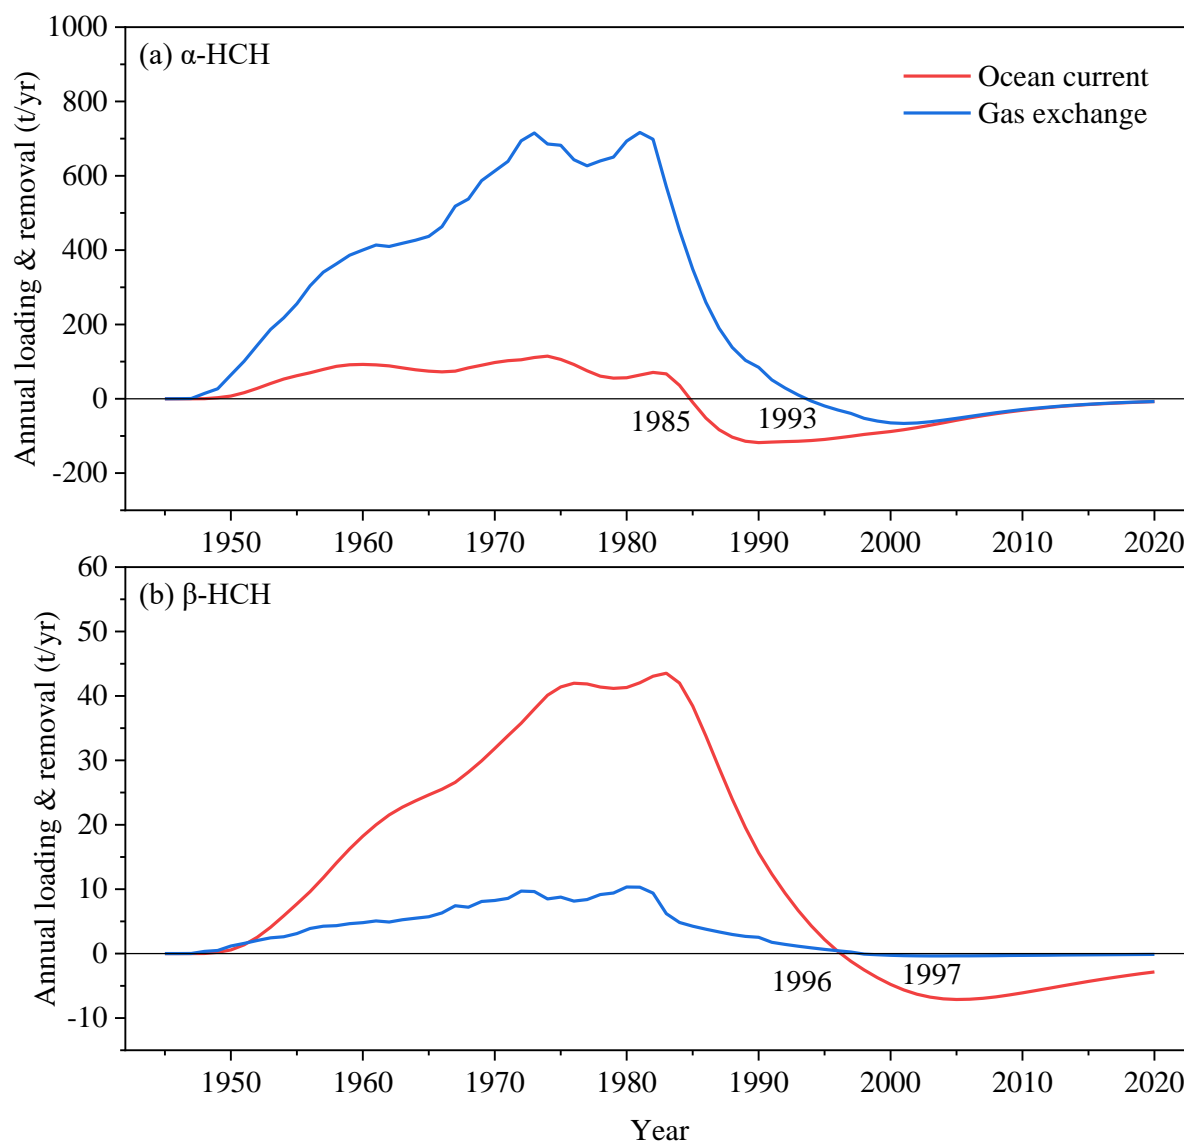 (a) α-HCH
Ocean current
Gas exchange
Annual loading & removal (t/yr)
1000
800
600
400
200
0
-200
1985
1993
1950 1960 1970 1980 1990 2000 2010 2020
(b) β-HCH
Annual loading & removal (t/yr)
60
50
40
30
20
10
0
-10
1996
1997
1950 1960 1970 1980 1990 2000 2010 2020
Year